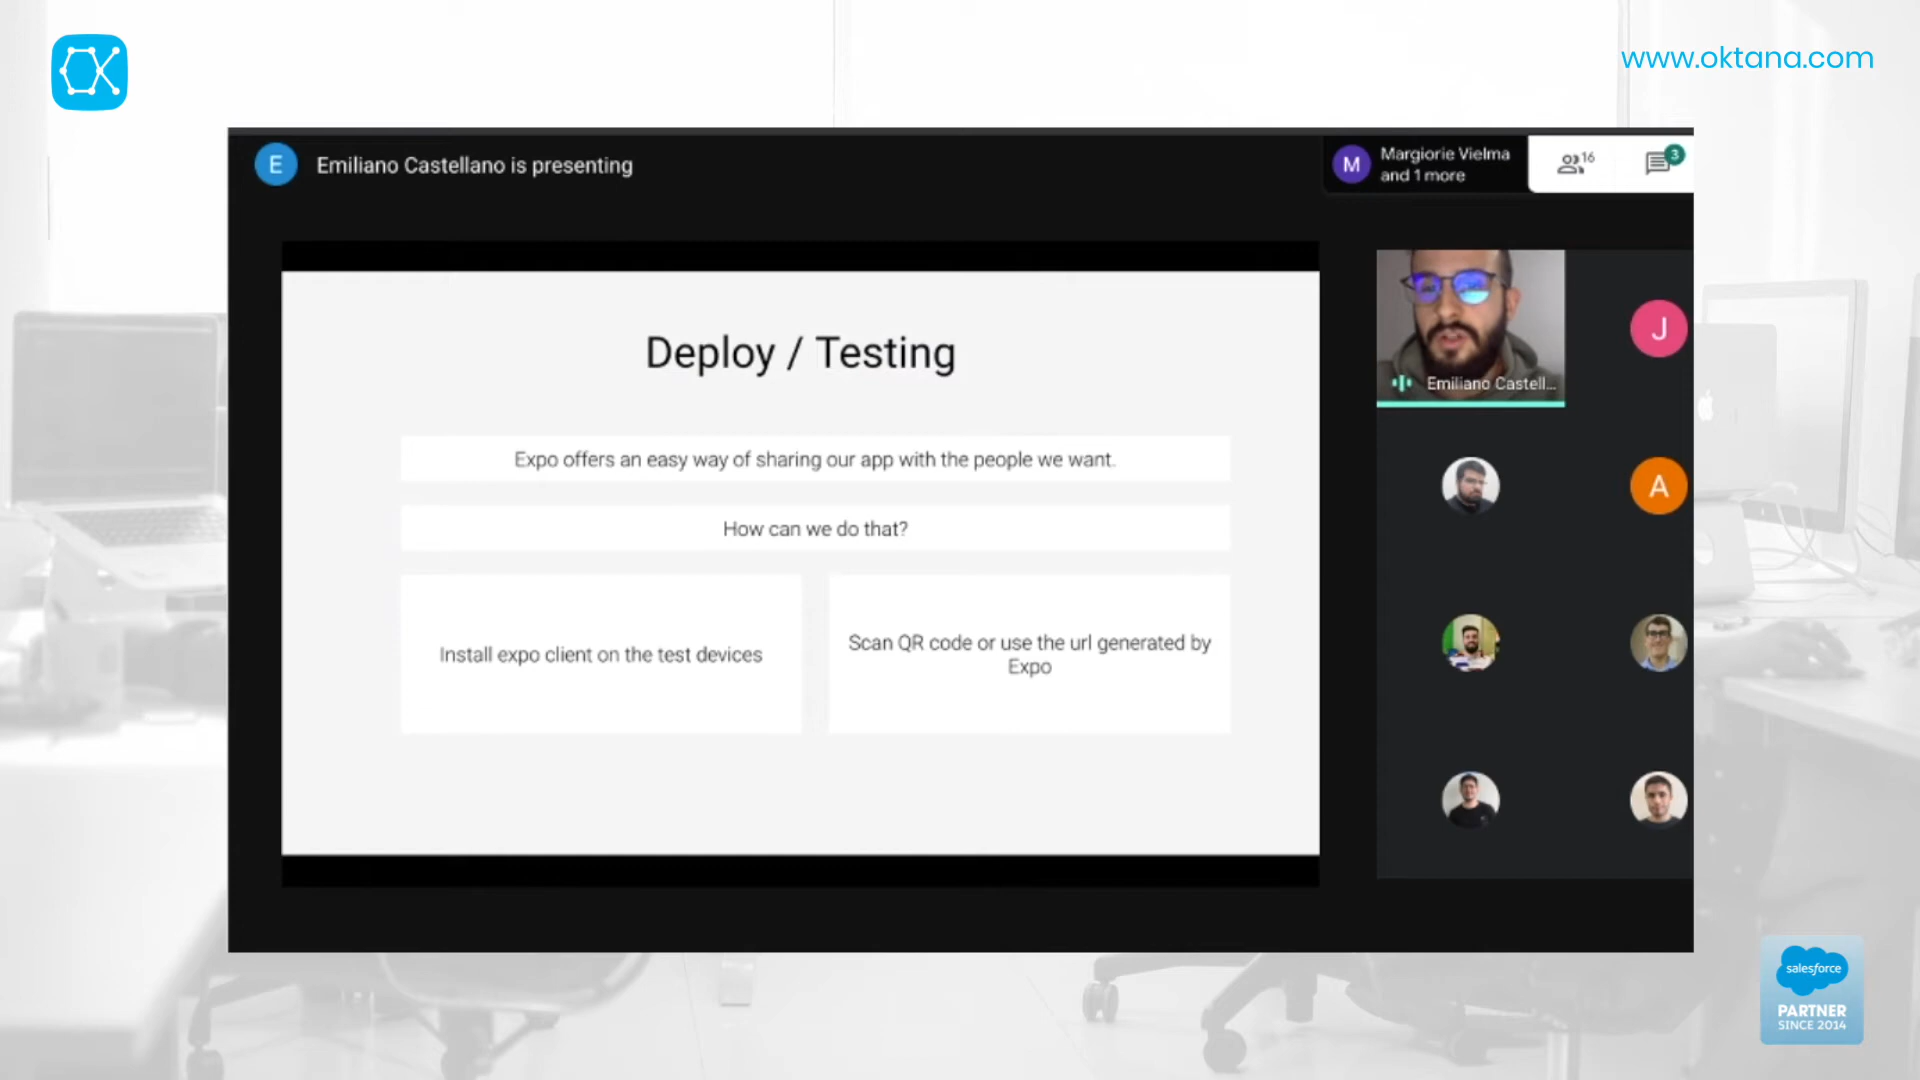 www.oktana.com
E
Emiliano Castellano is presenting
M
Margiorie Vielma
and 1 more
16
3
Deploy / Testing
Expo offers an easy way of sharing our app with the people we want.
How can we do that?
Install expo client on the test devices
Scan QR code or use the url generated by
Expo
Emiliano Castell...
J
A
salesforce
PARTNER
SINCE 2014